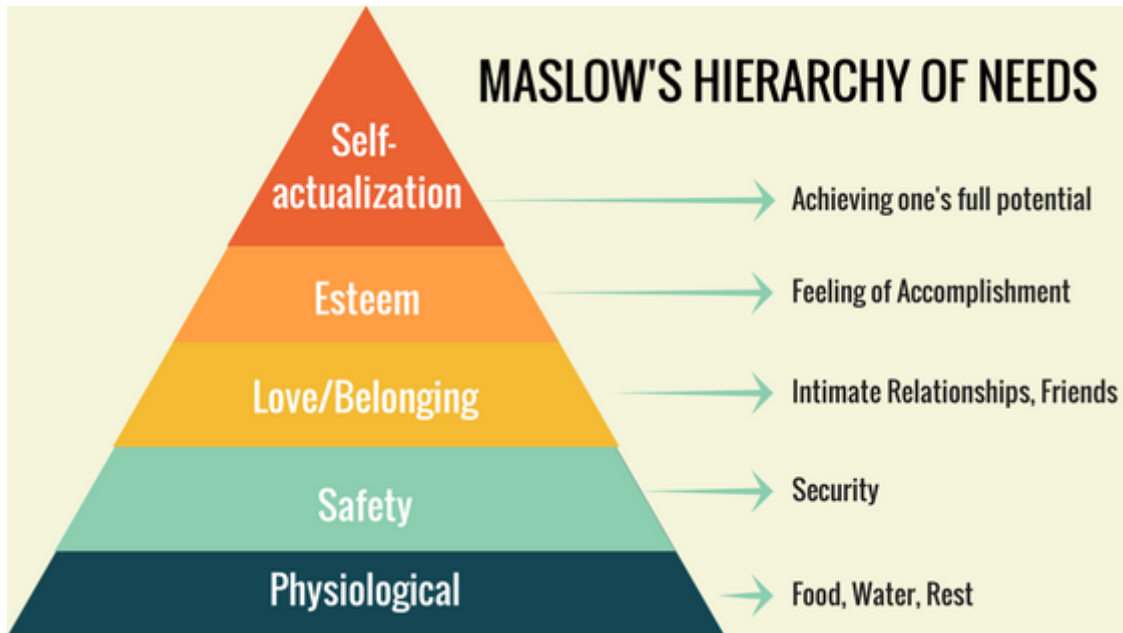 MASLOW'S HIERARCHY OF NEEDS
Self-
actualization
Achieving one's full potential
Esteem
Feeling of Accomplishment
Love/Belonging
Intimate Relationships, Friends
Safety
Security
Physiological
Food, Water, Rest